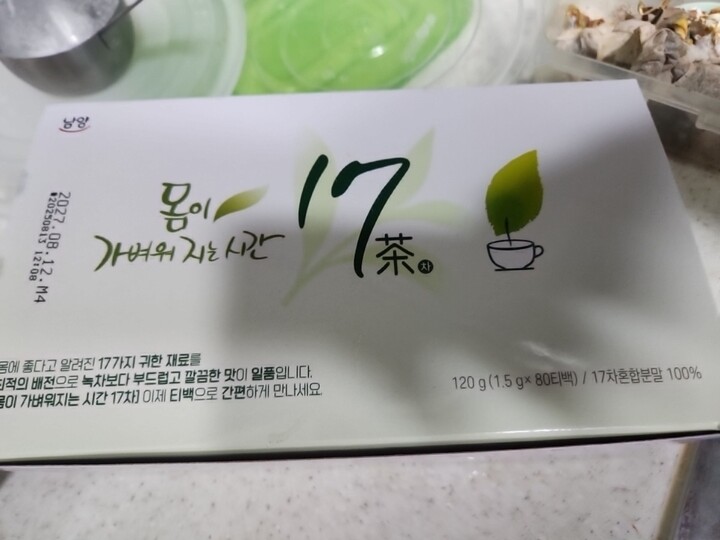 남양
몸이
가벼워 지는 시간
17
茶
차
2027.08.12.M4
20250813 12:08
몸에 좋다고 알려진 17가지 귀한 재료를
최적의 배전으로 녹차보다 부드럽고 깔끔한 맛이 일품입니다.
몸이 가벼워지는 시간 17차] 이제 티백으로 간편하게 만나세요.
120 g (1.5 g× 80티백) / 17차혼합분말 100%